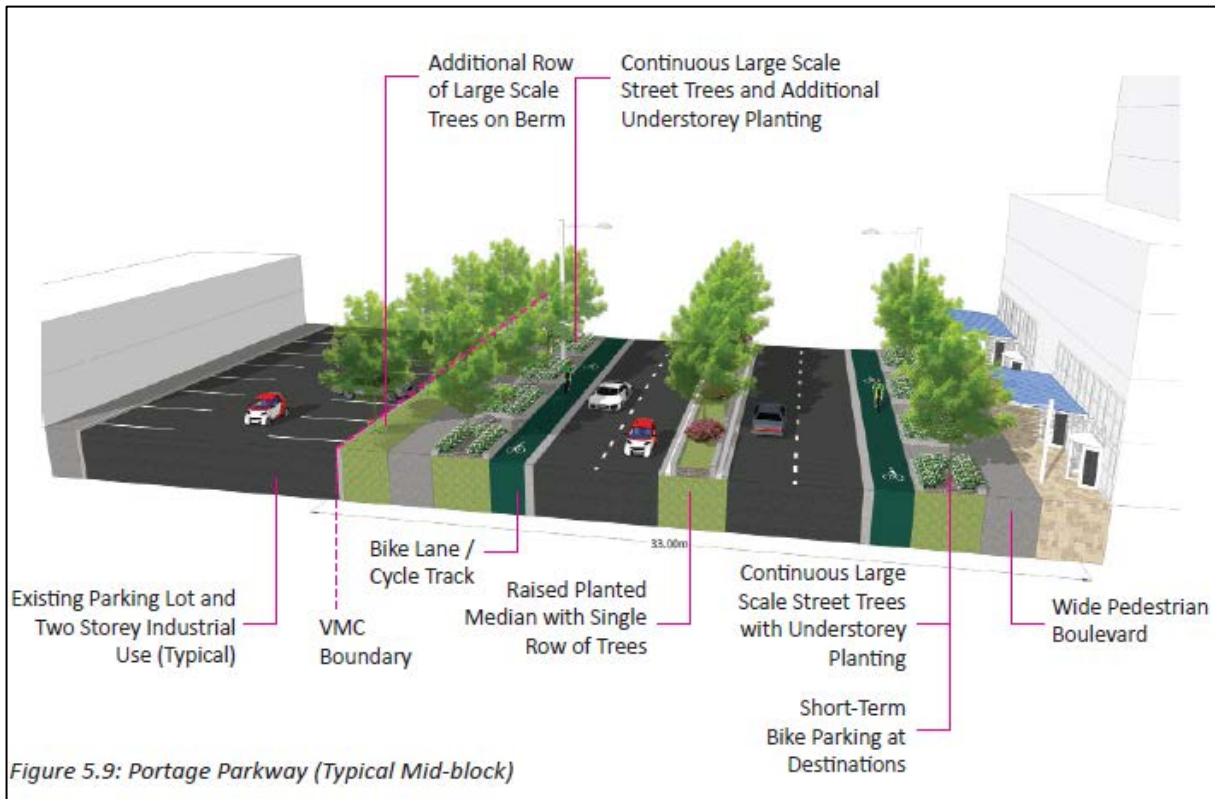 Additional Row
of Large Scale
Trees on Berm
Continuous Large Scale
Street Trees and Additional
Understorey Planting
33.00m
Existing Parking Lot and
Two Storey Industrial
Use (Typical)
VMC
Boundary
Bike Lane /
Cycle Track
Raised Planted
Median with Single
Row of Trees
Continuous Large
Scale Street Trees
with Understorey
Planting
Short-Term
Bike Parking at
Destinations
Wide Pedestrian
Boulevard
Figure 5.9: Portage Parkway (Typical Mid-block)